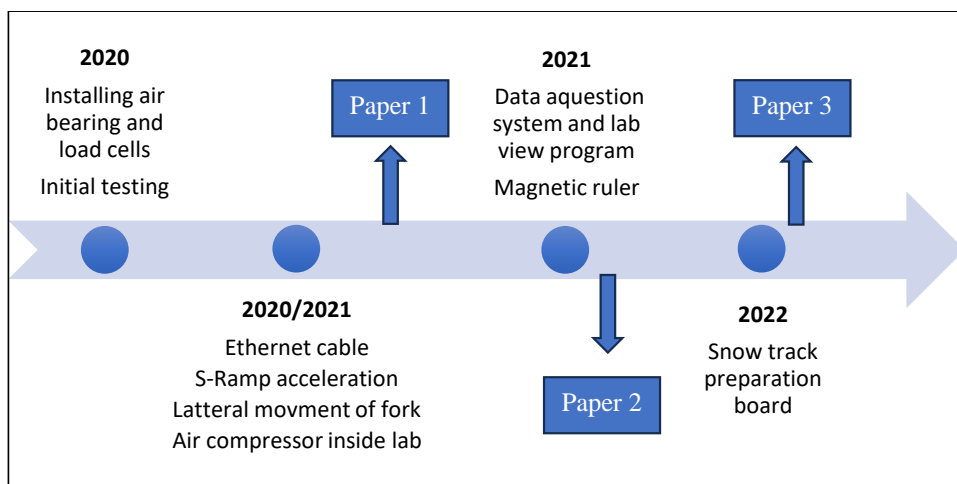 2020
Installing air
bearing and
load cells
Initial testing
Paper 1
2021
Data aquestion
system and lab
view program
Magnetic ruler
Paper 3
2020/2021
Ethernet cable
S-Ramp acceleration
Latteral movment of fork
Air compressor inside lab
Paper 2
2022
Snow track
preparation
board